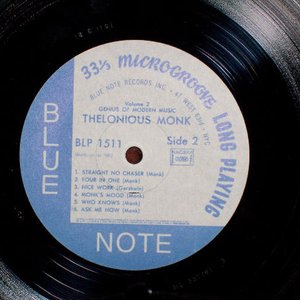 33⅓ MICROGROOVE LONG PLAYING
BLUE NOTE RECORDS INC. • 47 WEST 63rd, NYC
Volume 2
GENIUS OF MODERN MUSIC
THELONIOUS MONK
BLP 1511
Side 2
1. STRAIGHT NO CHASER (Monk)
2. FOUR IN ONE (Monk)
3. NICE WORK (Gershwin)
4. MONK'S MOOD (Monk)
5. WHO KNOWS (Monk)
6. ASK ME NOW (Monk)
BLUE
NOTE